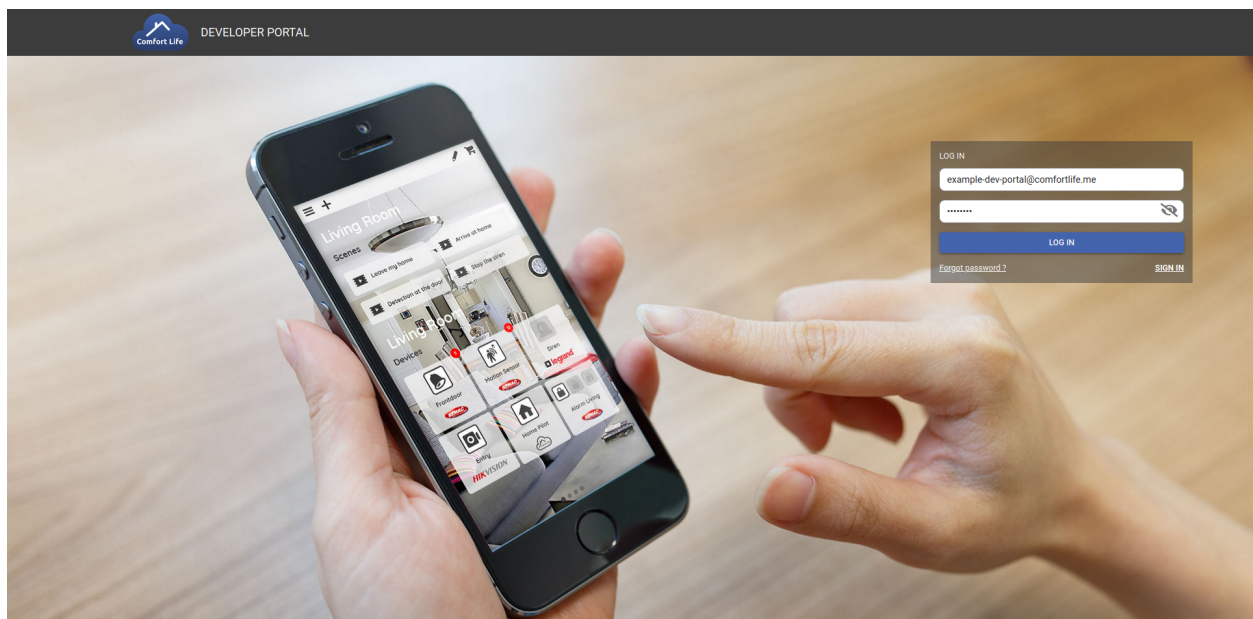 Comfort Life
DEVELOPER PORTAL
LOG IN
example-dev-portal@comfortlife.me
••••••••
LOG IN
Forgot password ?
SIGN IN
Living Room
Scenes
Leave my home
Arrive at home
Detection at the door
Stop the siren
Living Room
Devices
Frontdoor
Motion Sensor
Siren
legrand
Entry
Home Pilot
Alarm Living
HIKVISION